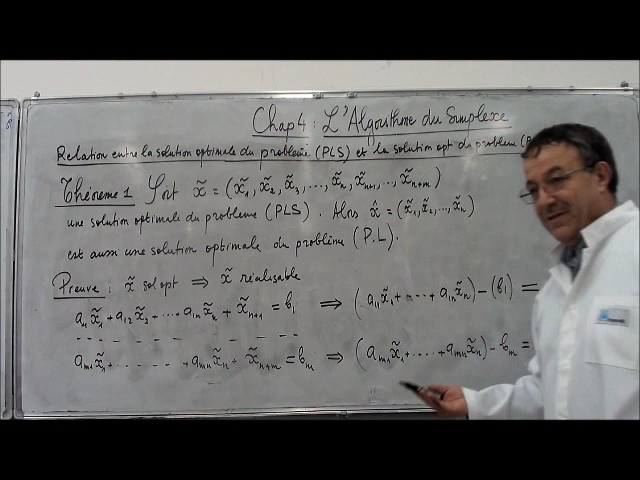 Chap 4 : L'Algorithme du Simplexe
Relation entre la solution optimale du problème (PLS) et la solution opt du problem (P
Théorème 1 Soit x̃ = (x̃₁, x̃₂, x̃₃, ..., x̃ₙ, x̃ₙ₊₁, ..., x̃ₙ₊ₘ)
une solution optimale du problème (PLS). Alors x̂ = (x̃₁, x̃₂, ..., x̃ₙ)
est aussi une solution optimale du problème (P.L).
Preuve : x̃ sol opt ⇒ x̃ réalisable
a₁₁x̃₁ + a₁₂x̃₂ + ... a₁ₙx̃ₙ + x̃ₙ₊₁ = b₁ ⇒ (a₁₁x̃₁ + ... + a₁ₙx̃ₙ) - (b₁) =
aₘ₁x̃₁ + ... + aₘₙx̃ₙ + x̃ₙ₊ₘ = bₘ ⇒ (aₘ₁x̃₁ + .... + aₘₙx̃ₙ) - bₘ =